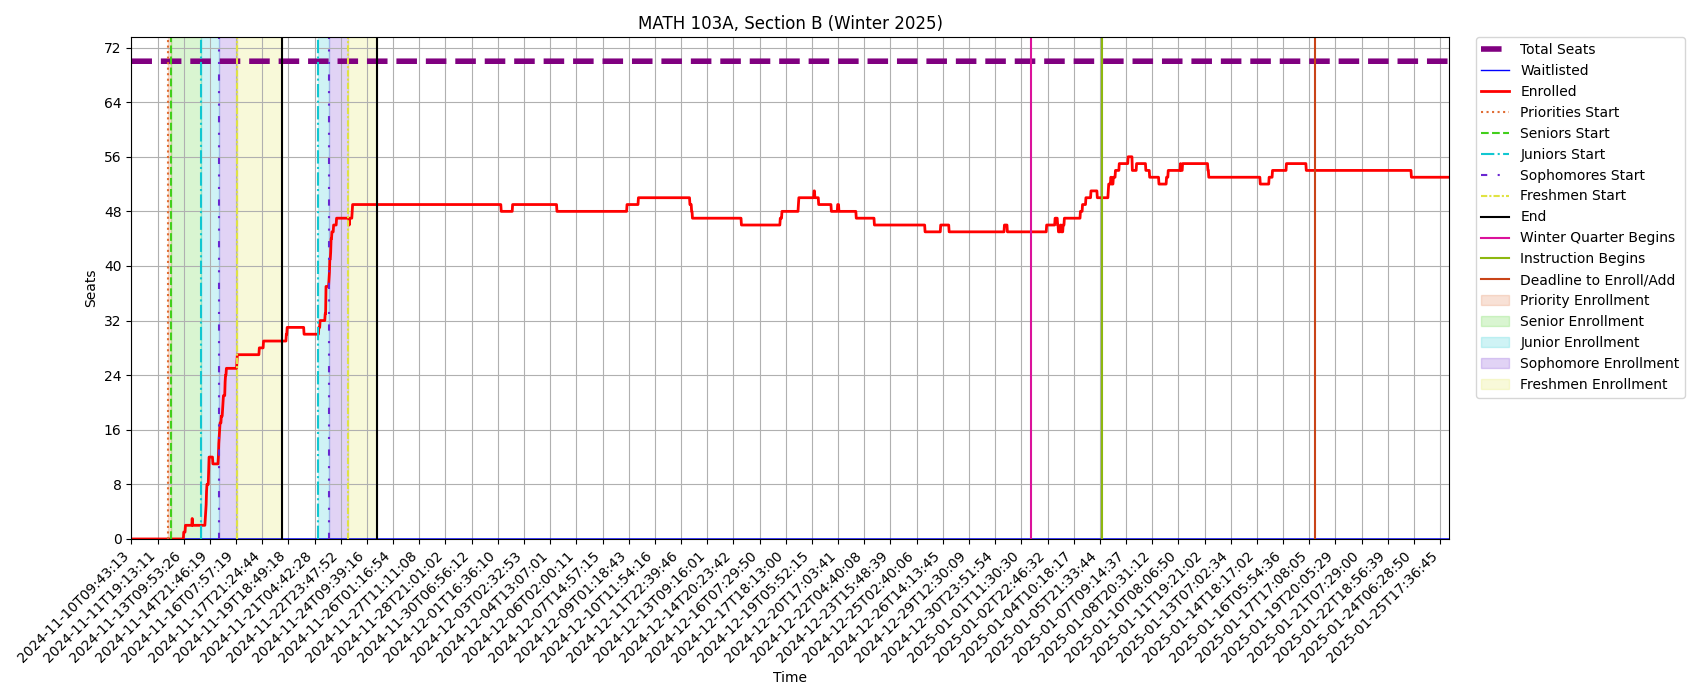 MATH 103A, Section B (Winter 2025)
72
64
56
48
40
32
24
16
8
0
Seats
2024-11-10T09:43:13
2024-11-11T19:13:11
2024-11-13T09:53:26
2024-11-14T21:46:19
2024-11-16T07:57:19
2024-11-17T21:24:44
2024-11-19T18:49:18
2024-11-21T04:42:28
2024-11-22T23:47:52
2024-11-24T09:39:16
2024-11-26T01:16:54
2024-11-27T11:11:08
2024-11-28T21:01:02
2024-11-30T06:56:12
2024-12-01T16:36:10
2024-12-03T02:32:53
2024-12-04T13:07:01
2024-12-06T02:00:11
2024-12-07T14:57:15
2024-12-09T01:18:43
2024-12-10T11:54:16
2024-12-11T22:39:46
2024-12-13T09:16:01
2024-12-14T20:23:42
2024-12-16T07:29:50
2024-12-17T18:13:00
2024-12-19T05:52:15
2024-12-20T17:03:41
2024-12-22T04:40:08
2024-12-23T15:48:39
2024-12-25T02:40:06
2024-12-26T14:13:45
2024-12-29T12:30:09
2024-12-30T23:51:54
2025-01-01T11:30:30
2025-01-02T22:46:32
2025-01-04T10:18:17
2025-01-05T21:33:44
2025-01-07T09:14:37
2025-01-08T20:31:12
2025-01-10T08:06:50
2025-01-11T19:21:02
2025-01-13T07:02:34
2025-01-14T18:17:02
2025-01-16T05:54:36
2025-01-17T17:08:05
2025-01-19T20:05:29
2025-01-21T07:29:00
2025-01-22T18:56:39
2025-01-24T06:28:50
2025-01-25T17:36:45
Time
Total Seats
Waitlisted
Enrolled
Priorities Start
Seniors Start
Juniors Start
Sophomores Start
Freshmen Start
End
Winter Quarter Begins
Instruction Begins
Deadline to Enroll/Add
Priority Enrollment
Senior Enrollment
Junior Enrollment
Sophomore Enrollment
Freshmen Enrollment